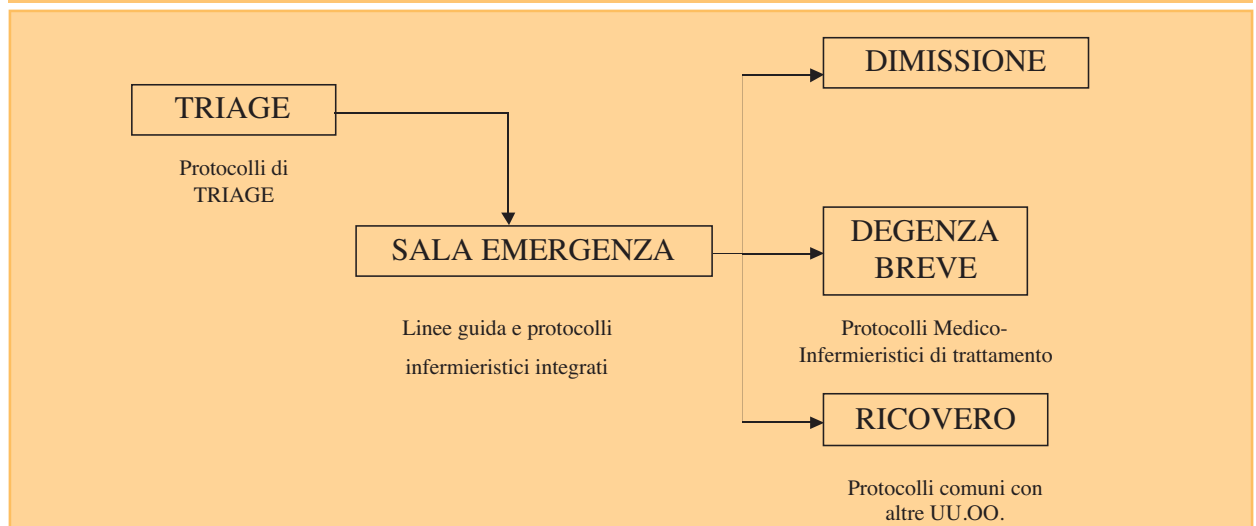 TRIAGE
Protocolli di
TRIAGE
SALA EMERGENZA
Linee guida e protocolli
infermieristici integrati
DIMISSIONE
DEGENZA
BREVE
Protocolli Medico-
Infermieristici di trattamento
RICOVERO
Protocolli comuni con
altre UU.OO.